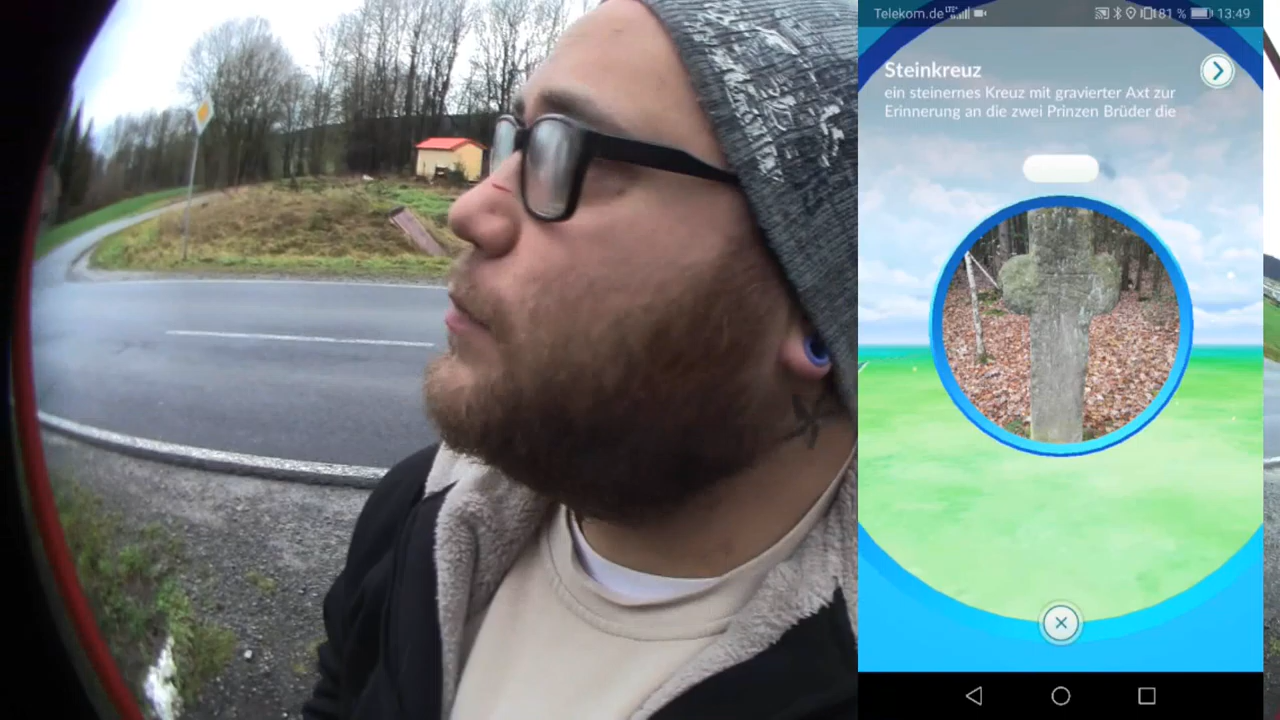 Telekom.de LTE 81 % 13:49
Steinkreuz
ein steinernes Kreuz mit gravierter Axt zur
Erinnerung an die zwei Prinzen Brüder die